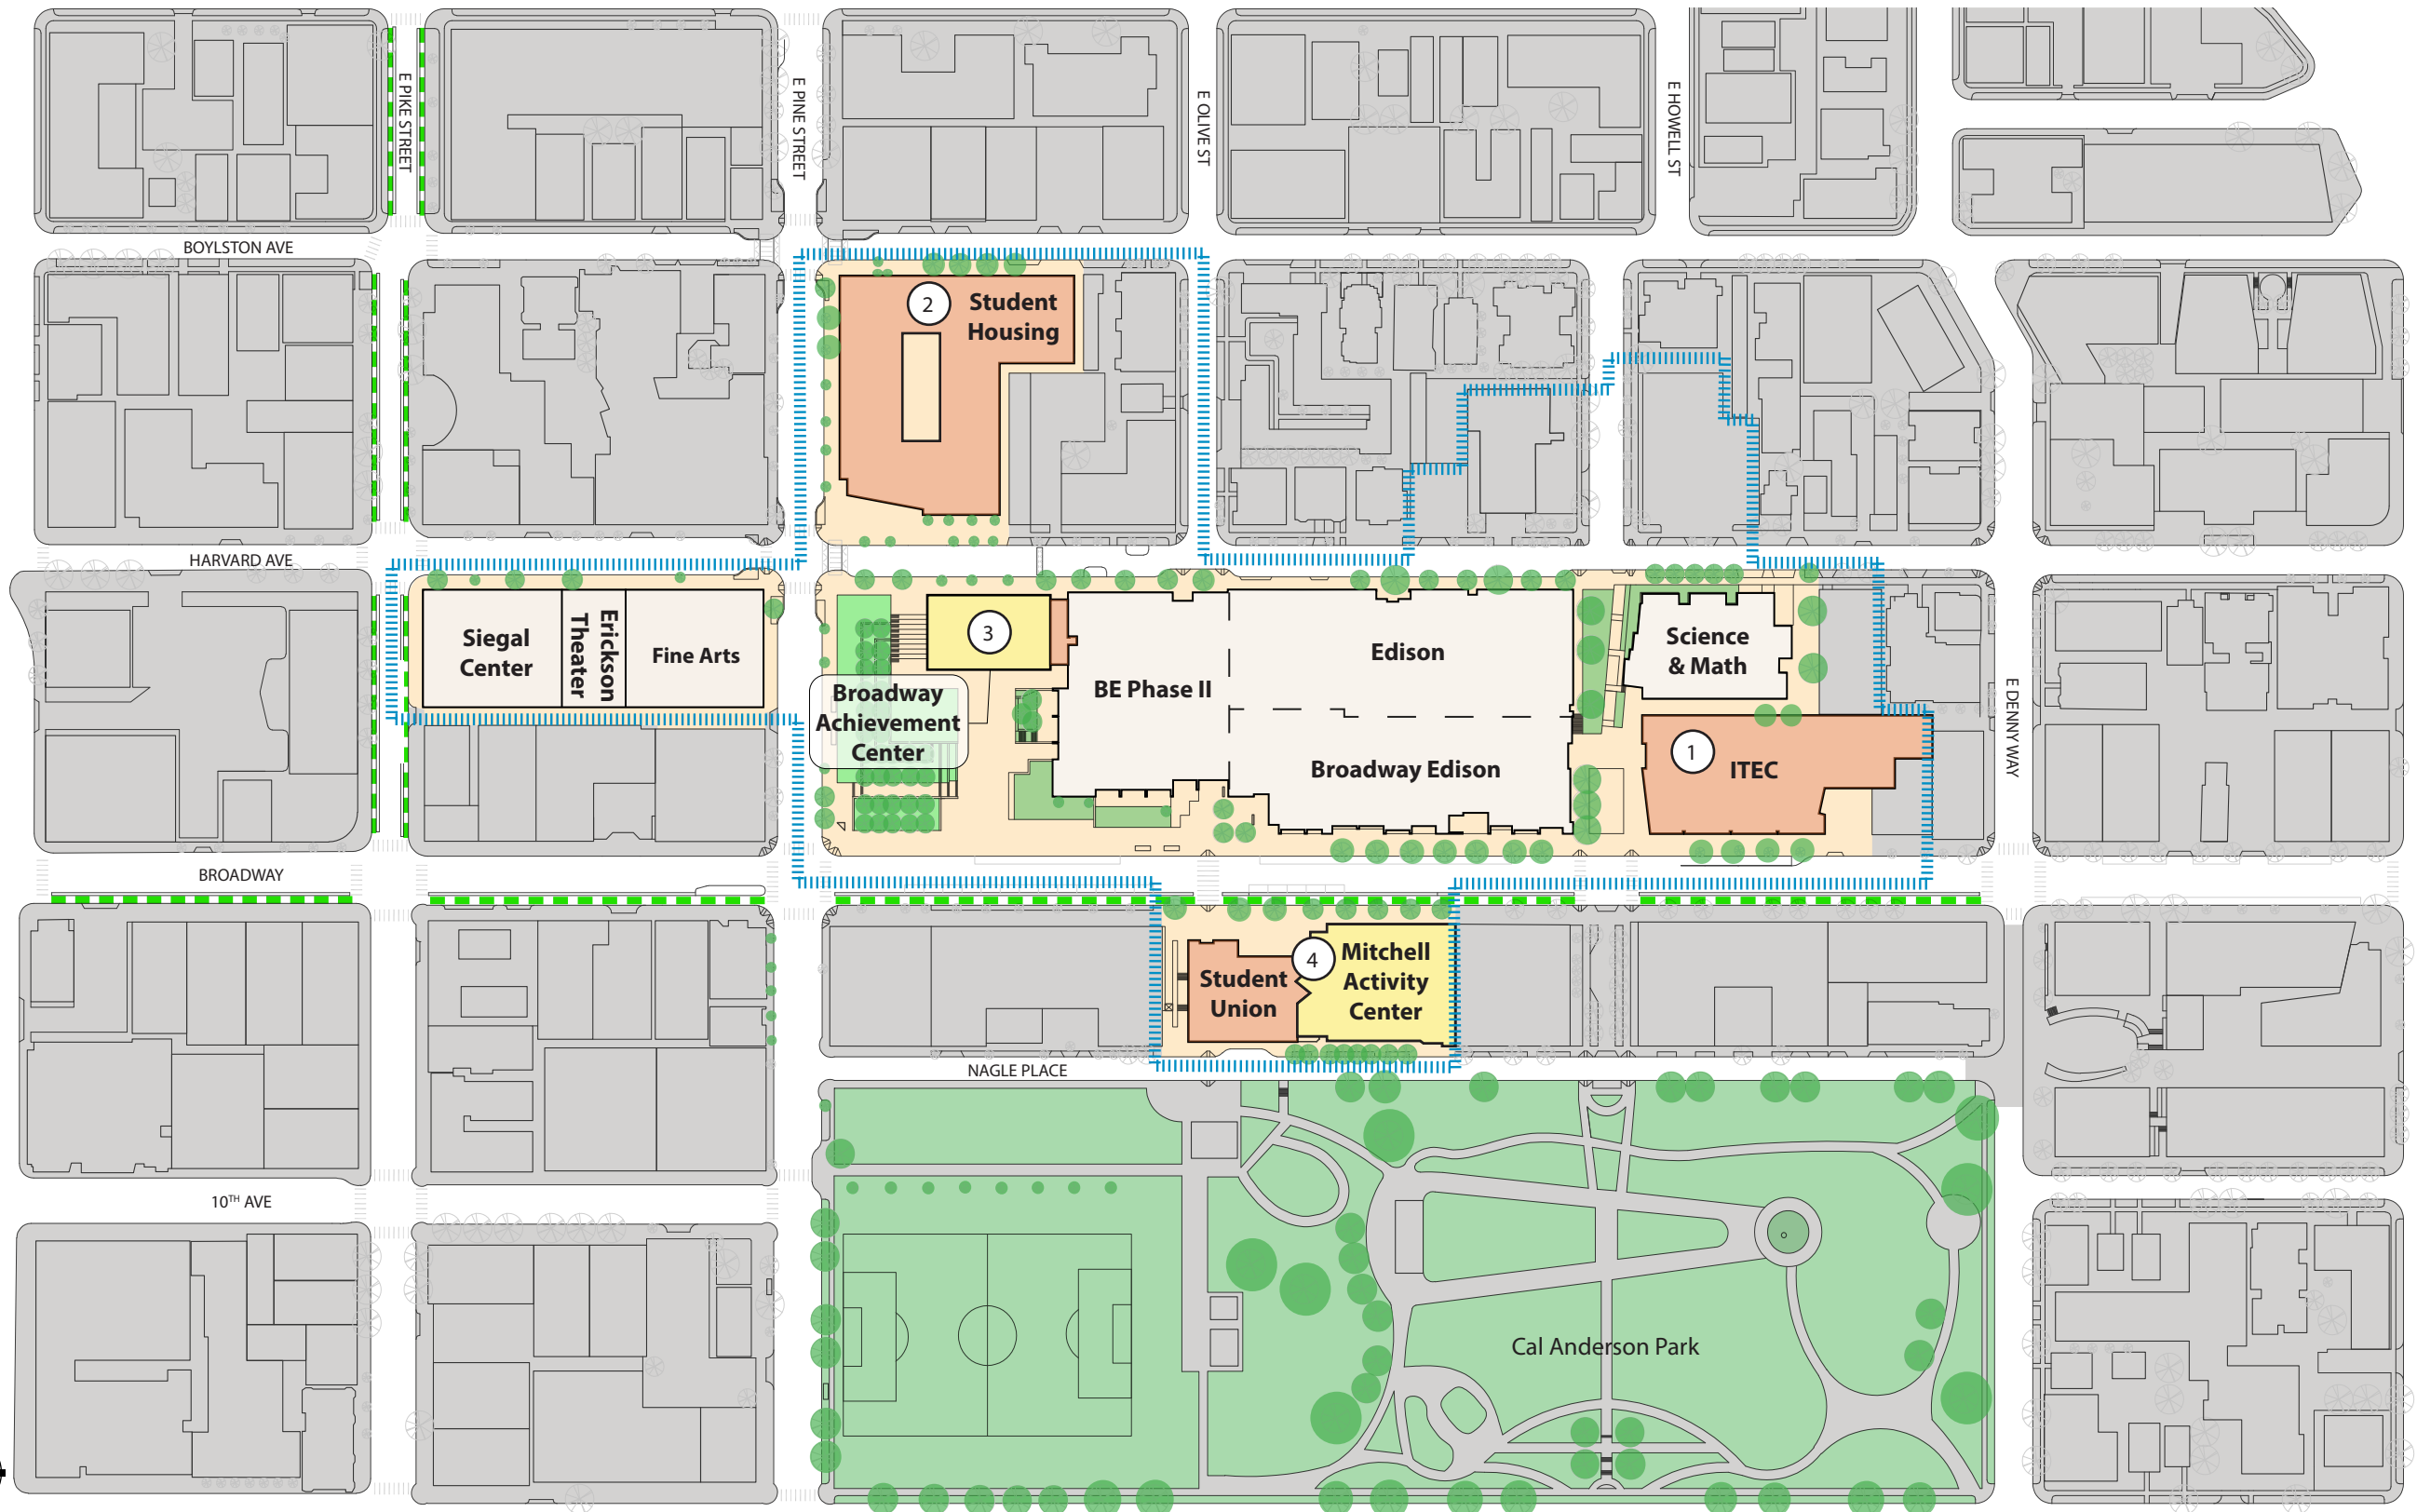 E PIKE STREET
E PINE STREET
E OLIVE ST
E HOWELL ST
BOYLSTON AVE
2
Student
Housing
HARVARD AVE
Siegal
Center
Erickson
Theater
Fine Arts
3
Broadway
Achievement
Center
BE Phase II
Edison
Broadway Edison
Science
& Math
1
ITEC
E DENNY WAY
BROADWAY
Student
Union
4
Mitchell
Activity
Center
NAGLE PLACE
10TH AVE
Cal Anderson Park